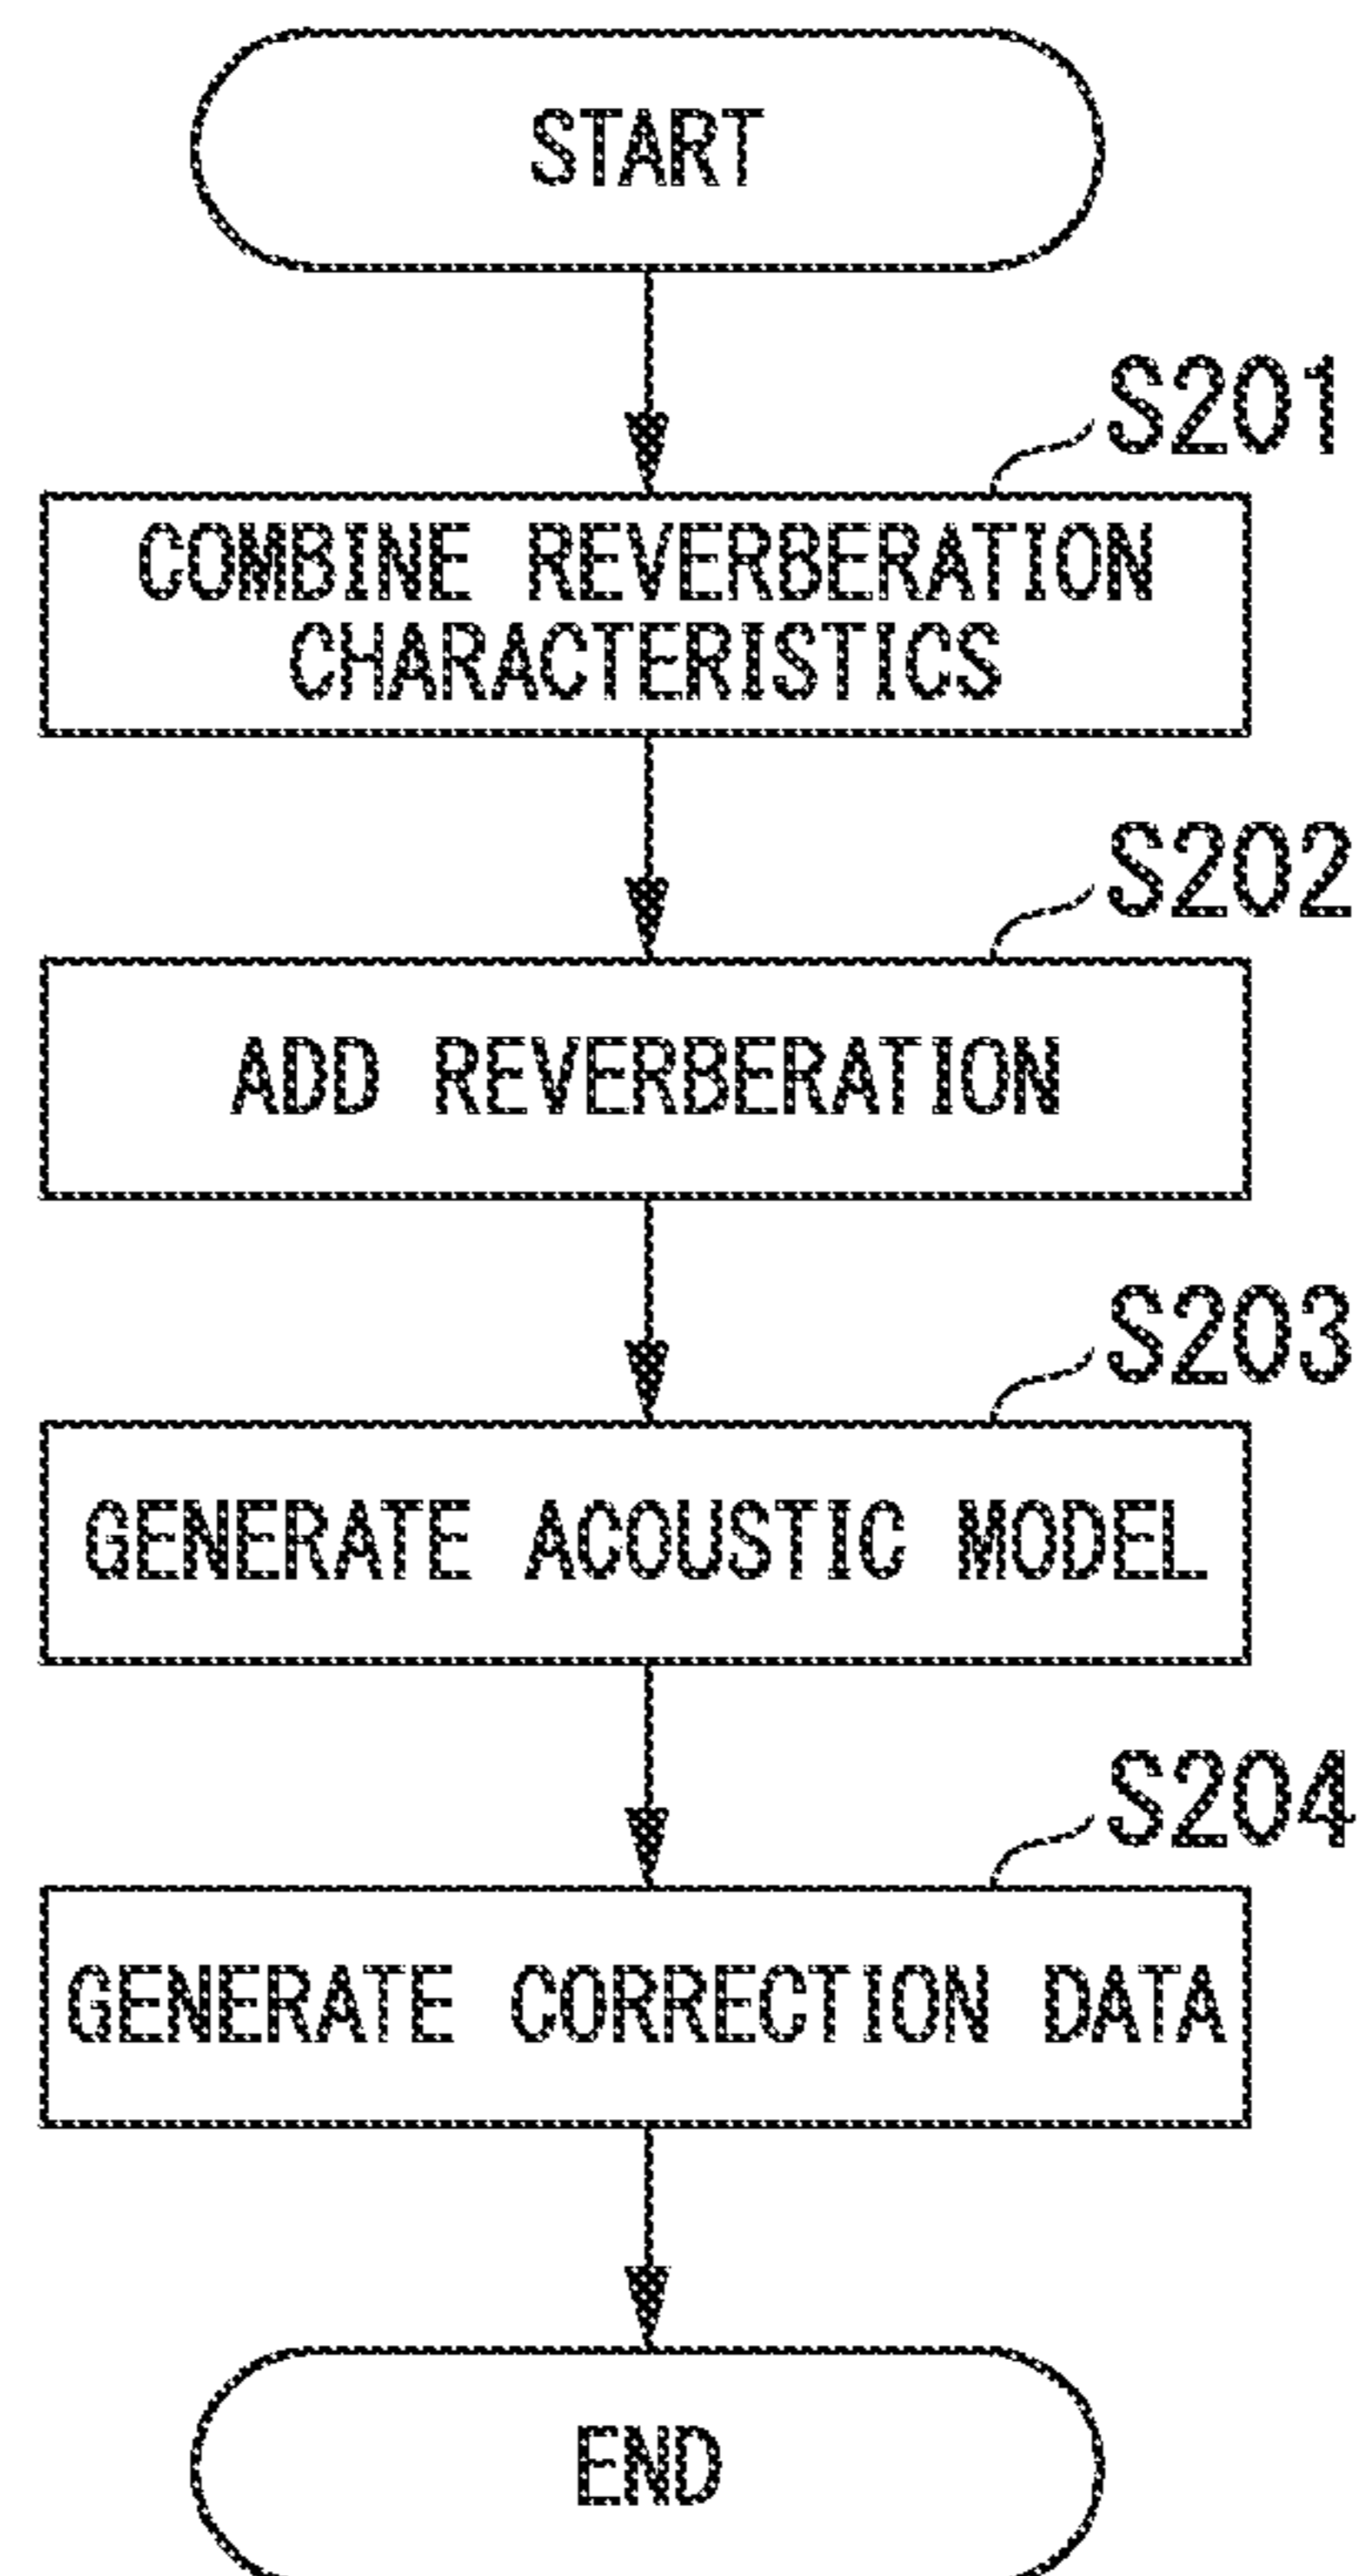 START
S201
COMBINE REVERBERATION
CHARACTERISTICS
S202
ADD REVERBERATION
S203
GENERATE ACOUSTIC MODEL
S204
GENERATE CORRECTION DATA
END